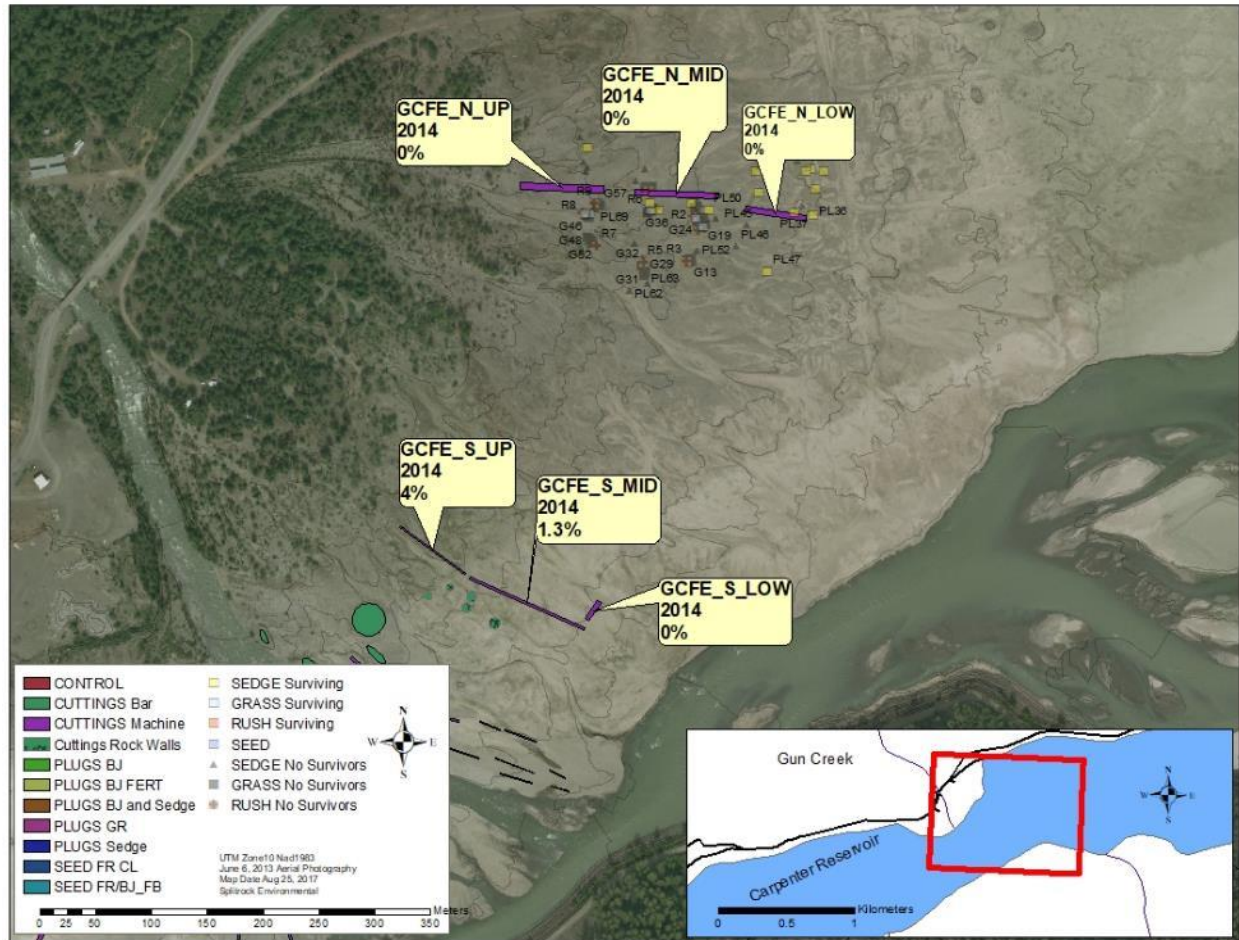 GCFE_N_UP
2014
0%
GCFE_N_MID
2014
0%
GCFE_N_LOW
2014
0%
G57
PL50
R8
PL69
R6
G36
R2
PL45
PL37
PL36
G46
R7
G24
G19
PL46
G48
G52
G32
R5
R3
PL52
PL47
G29
G13
G31
PL63
PL62
GCFE_S_UP
2014
4%
GCFE_S_MID
2014
1.3%
GCFE_S_LOW
2014
0%
CONTROL
CUTTINGS Bar
CUTTINGS Machine
Cuttings Rock Walls
PLUGS BJ
PLUGS BJ FERT
PLUGS BJ and Sedge
PLUGS GR
PLUGS Sedge
SEED FR CL
SEED FR/BJ_FB
SEDGE Surviving
GRASS Surviving
RUSH Surviving
SEED
SEDGE No Survivors
GRASS No Survivors
RUSH No Survivors
N
W E
S
UTM Zone10 Nad1983
June 6, 2013 Aerial Photography
Map Date Aug 25, 2017
Splitrock Environmental
Meters
0 25 50 100 150 200 250 300 350
Gun Creek
Carpenter Reservoir
N
W E
S
Kilometers
0 0.5 1